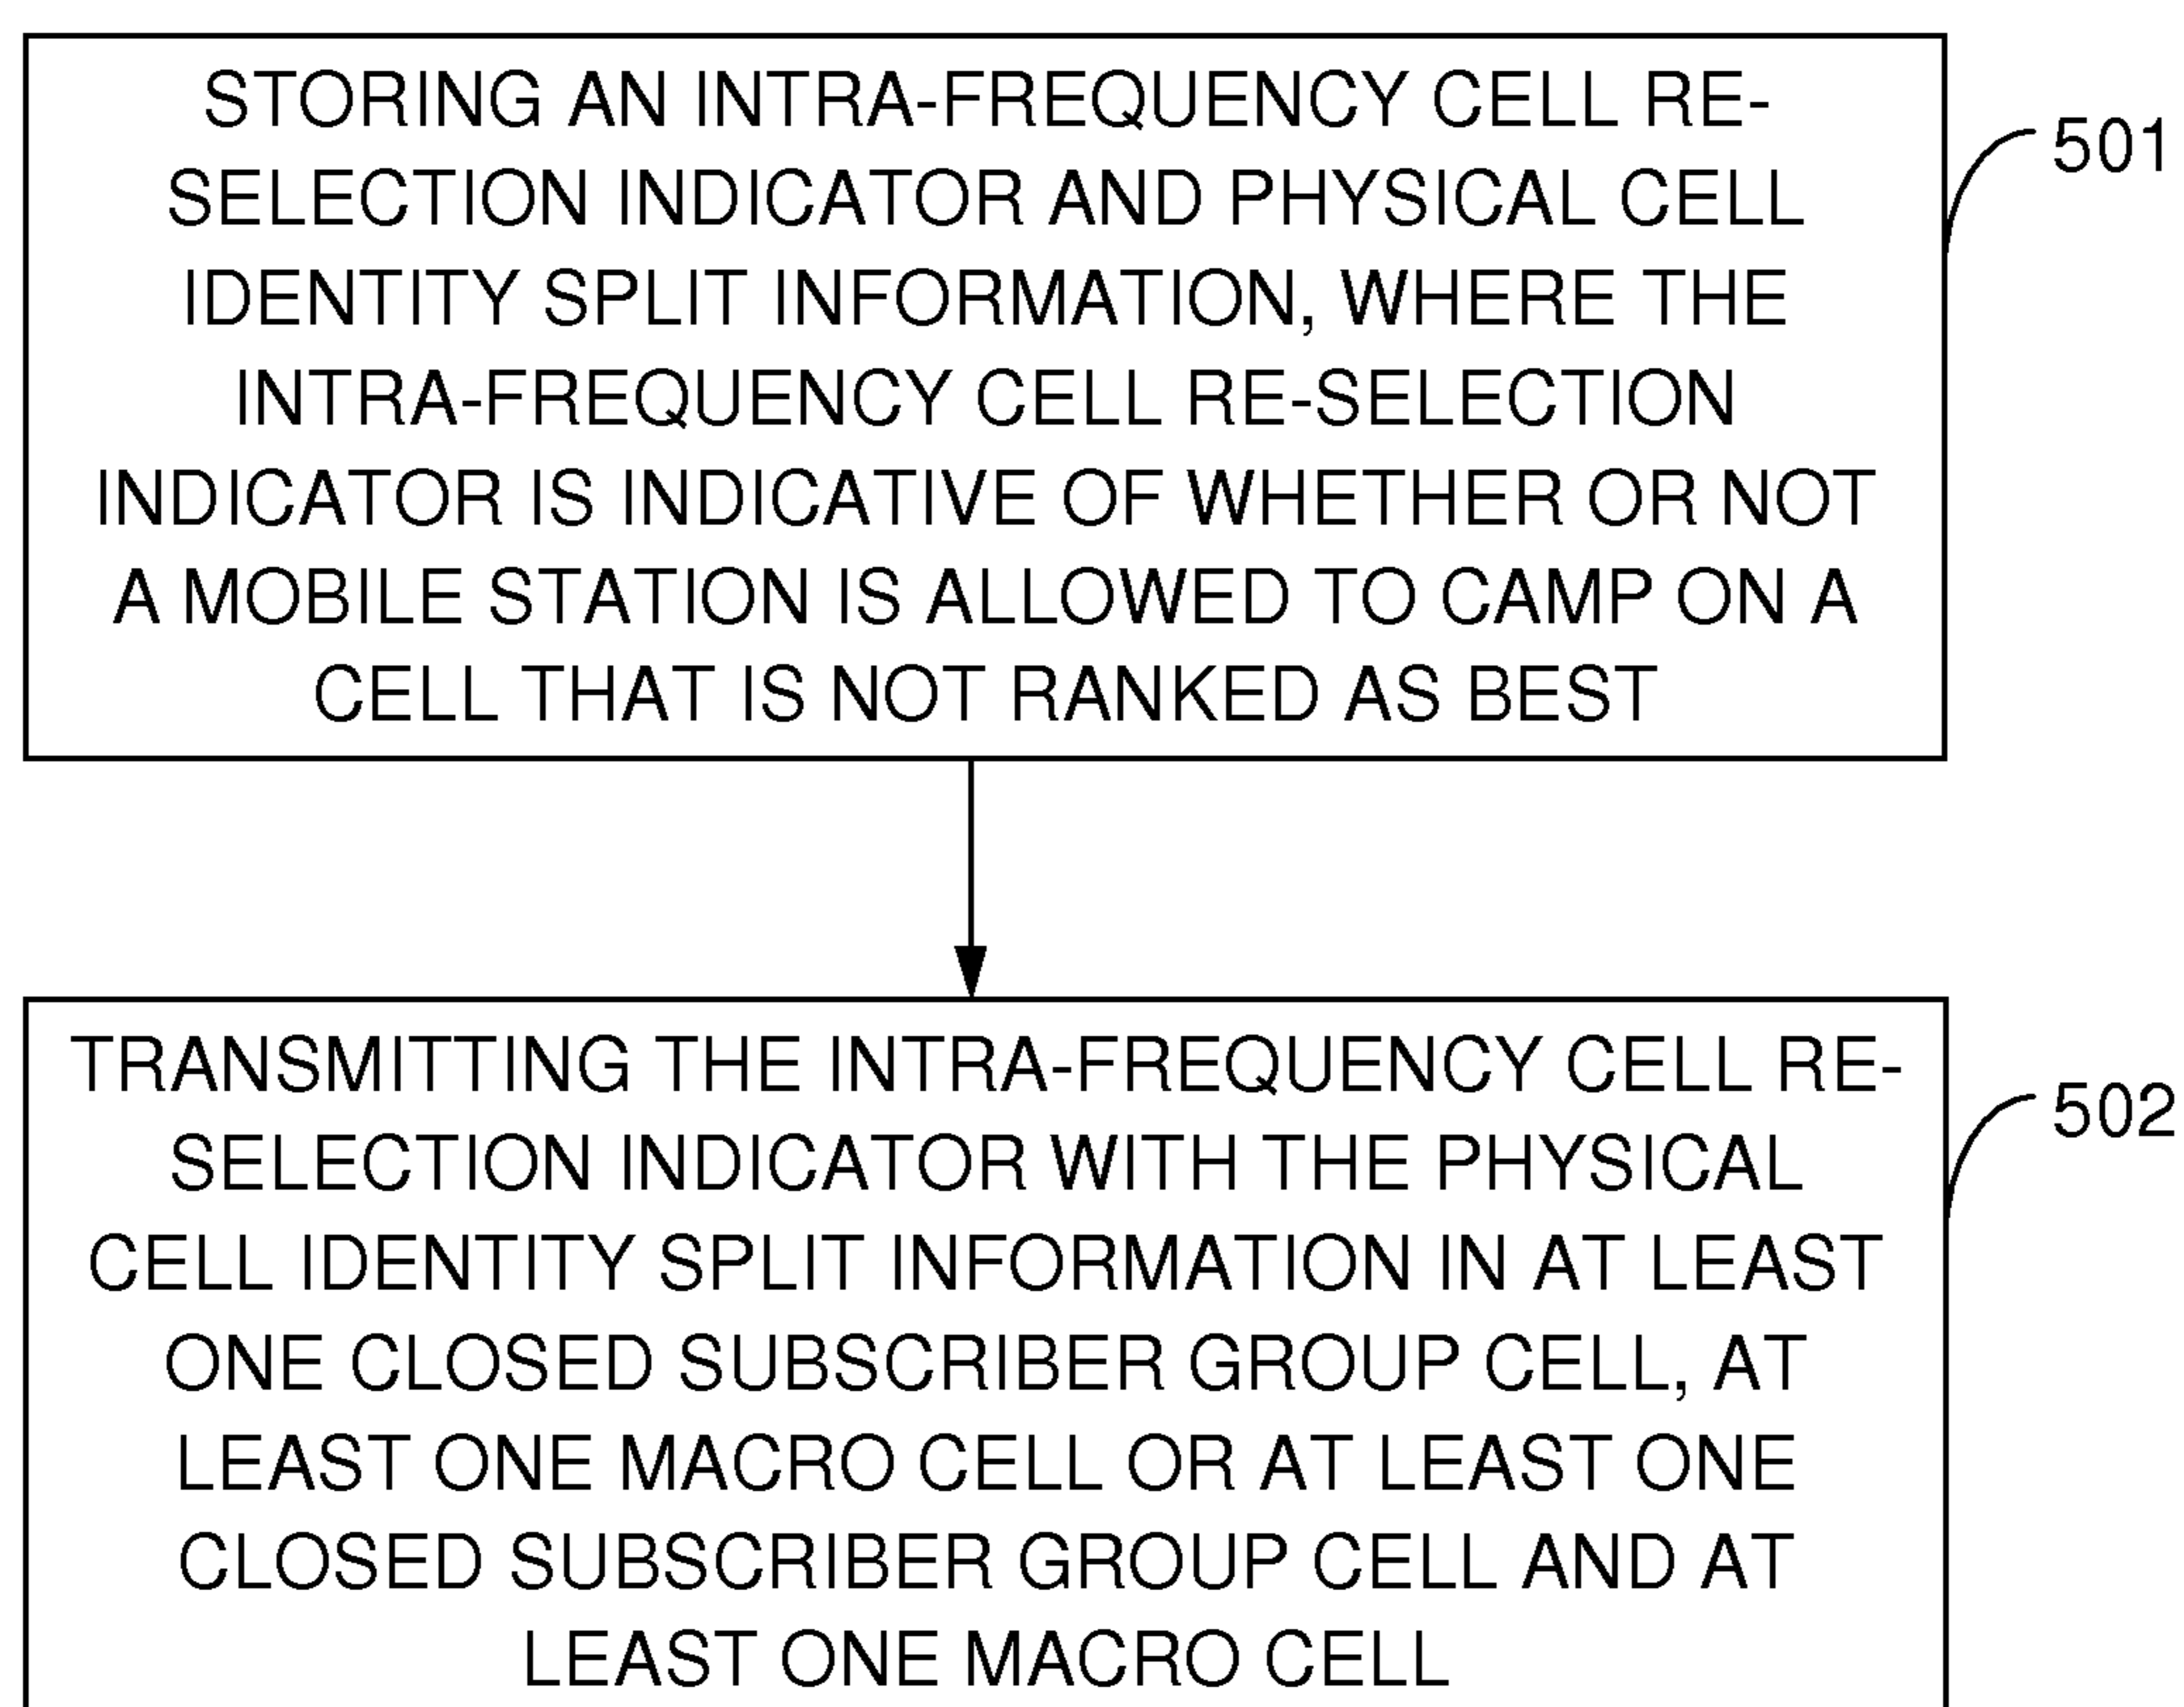 STORING AN INTRA-FREQUENCY CELL RE-
SELECTION INDICATOR AND PHYSICAL CELL
IDENTITY SPLIT INFORMATION, WHERE THE
INTRA-FREQUENCY CELL RE-SELECTION
INDICATOR IS INDICATIVE OF WHETHER OR NOT
A MOBILE STATION IS ALLOWED TO CAMP ON A
CELL THAT IS NOT RANKED AS BEST
501
TRANSMITTING THE INTRA-FREQUENCY CELL RE-
SELECTION INDICATOR WITH THE PHYSICAL
CELL IDENTITY SPLIT INFORMATION IN AT LEAST
ONE CLOSED SUBSCRIBER GROUP CELL, AT
LEAST ONE MACRO CELL OR AT LEAST ONE
CLOSED SUBSCRIBER GROUP CELL AND AT
LEAST ONE MACRO CELL
502